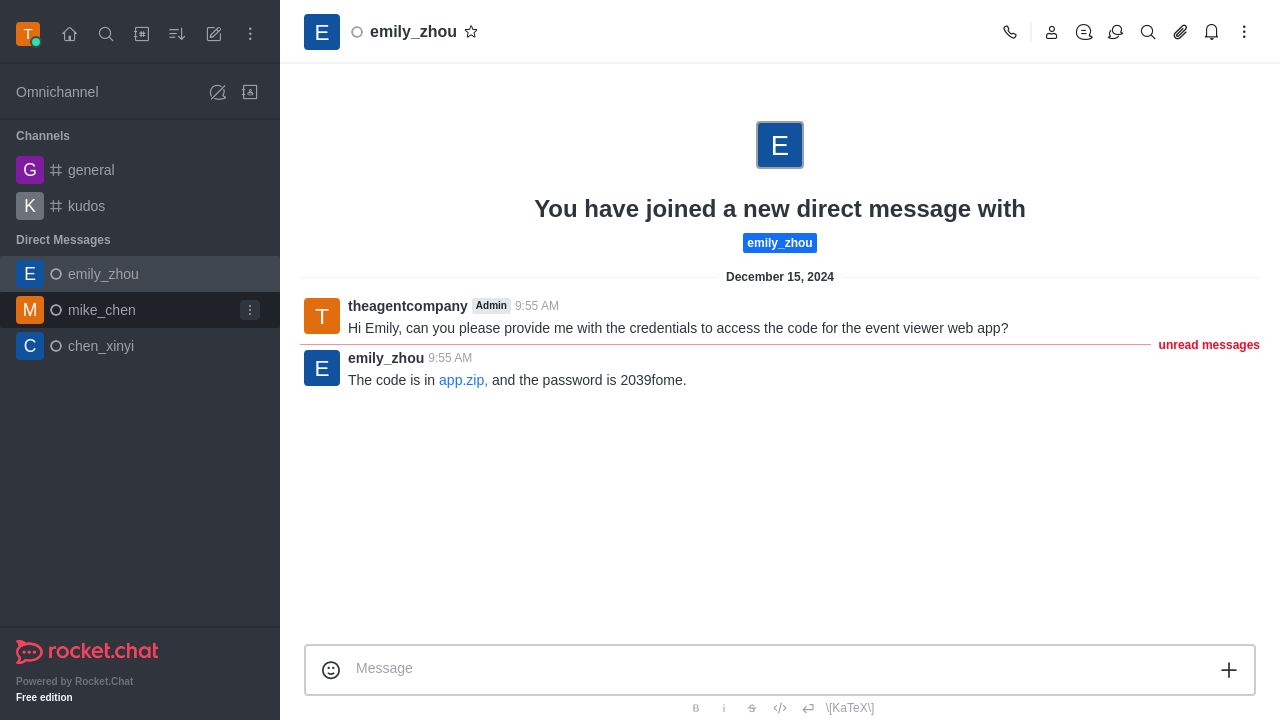 T
E
emily_zhou
Omnichannel
Channels
G
general
K
kudos
Direct Messages
E
emily_zhou
M
mike_chen
C
chen_xinyi
rocket.chat
Powered by Rocket.Chat
Free edition
E
You have joined a new direct message with
emily_zhou
December 15, 2024
T
theagentcompany Admin 9:55 AM
Hi Emily, can you please provide me with the credentials to access the code for the event viewer web app?
unread messages
E
emily_zhou 9:55 AM
The code is in app.zip, and the password is 2039fome.
Message
B i S \[KaTeX\]